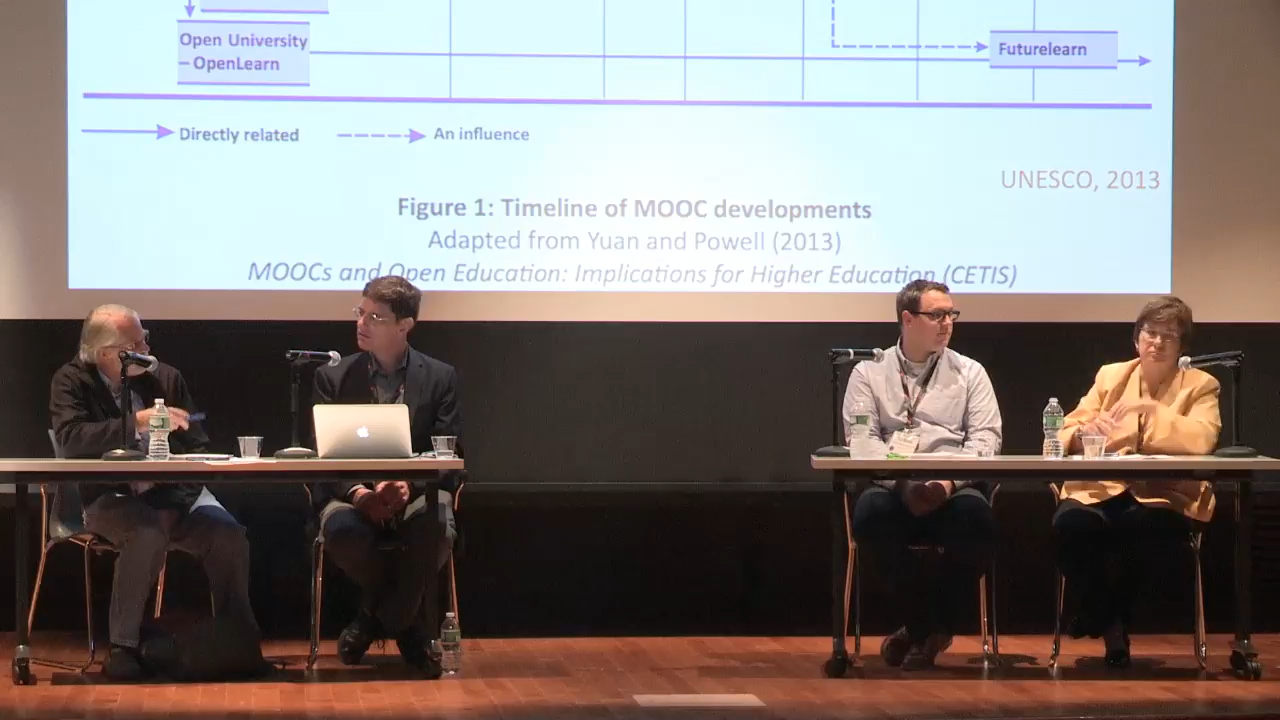 Open University
– OpenLearn
Futurelearn
Directly related
An influence
UNESCO, 2013
Figure 1: Timeline of MOOC developments
Adapted from Yuan and Powell (2013)
MOOCs and Open Education: Implications for Higher Education (CETIS)